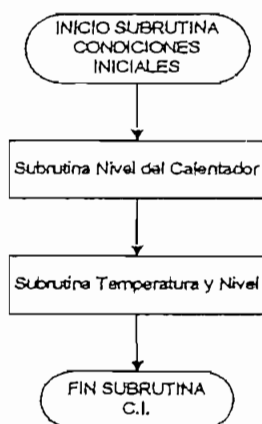 INICIO SUBRUTINA
CONDICIONES
INICIALES
Subrutina Nivel del Calentador
Subrutina Temperatura y Nivel
FIN SUBRUTINA
C.I.